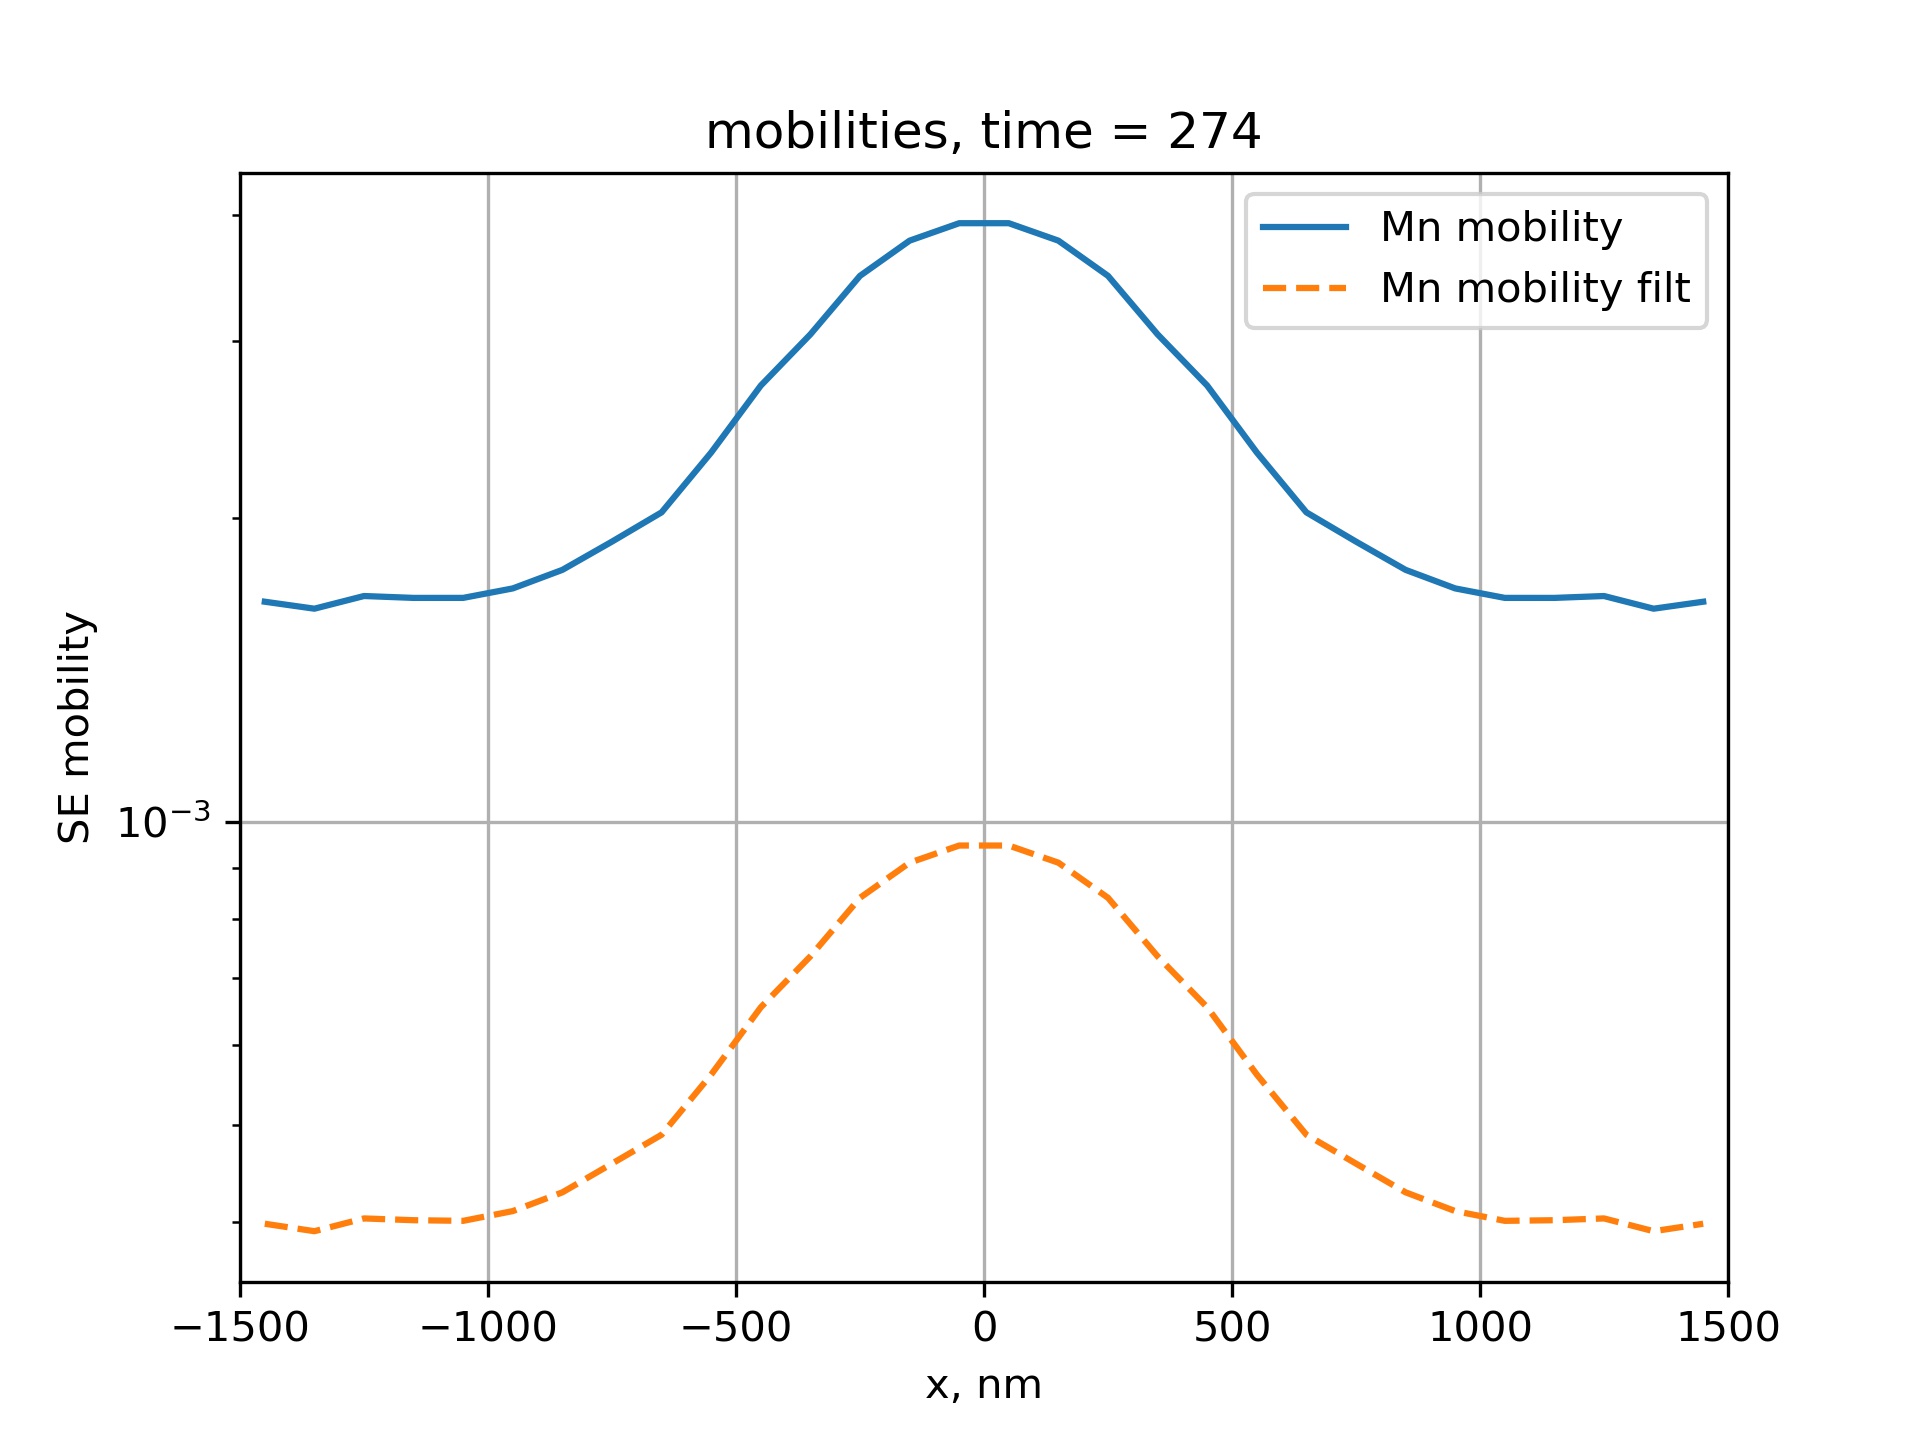 mobilities, time = 274
Mn mobility
Mn mobility filt
SE mobility
10⁻³
−1500 −1000 −500 0 500 1000 1500
x, nm